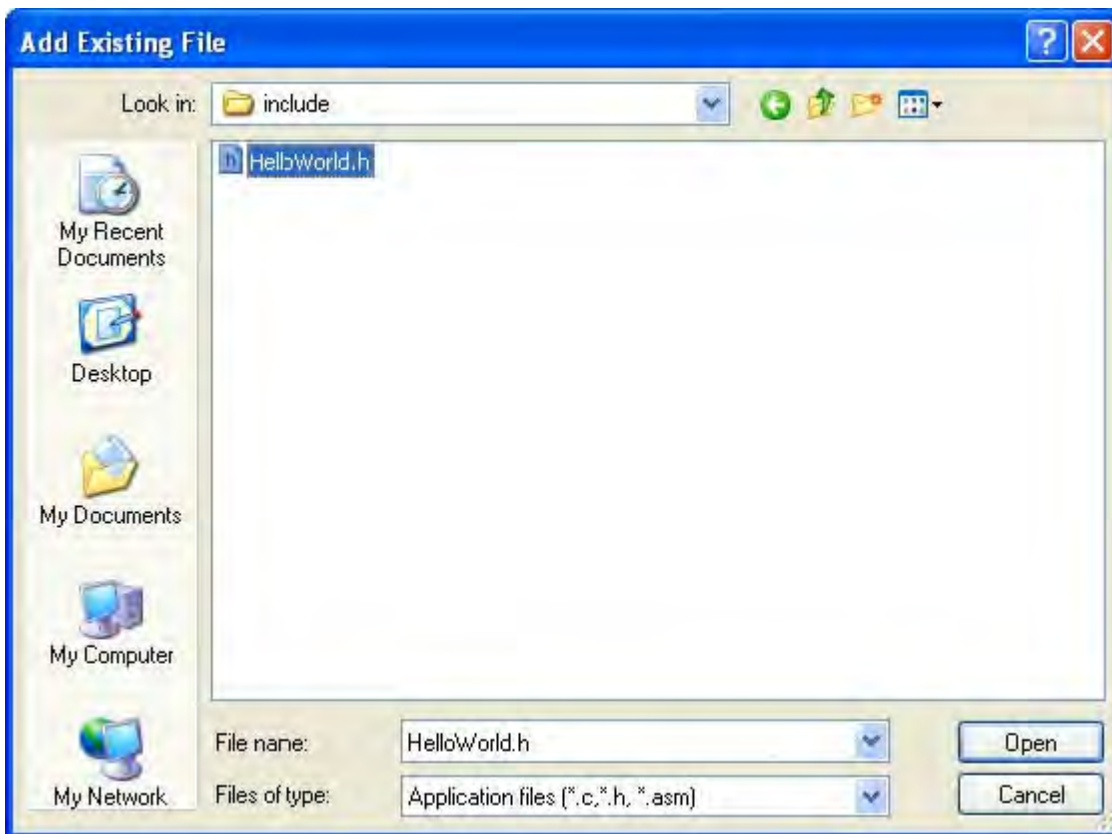 Add Existing File
Look in: include
HelloWorld.h
My Recent
Documents
Desktop
My Documents
My Computer
My Network
File name: HelloWorld.h Open
Files of type: Application files (*.c,*.h, *.asm) Cancel